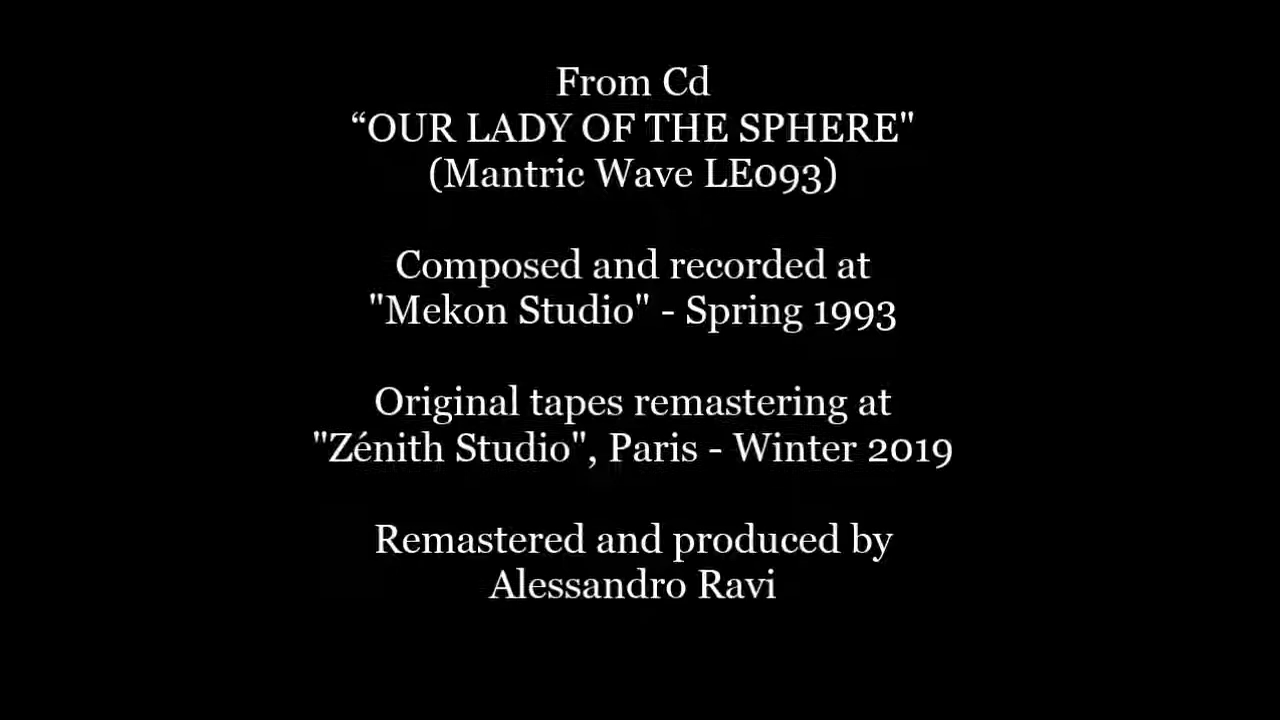 From Cd
“OUR LADY OF THE SPHERE"
(Mantric Wave LE093)
Composed and recorded at
"Mekon Studio" - Spring 1993
Original tapes remastering at
"Zénith Studio", Paris - Winter 2019
Remastered and produced by
Alessandro Ravi